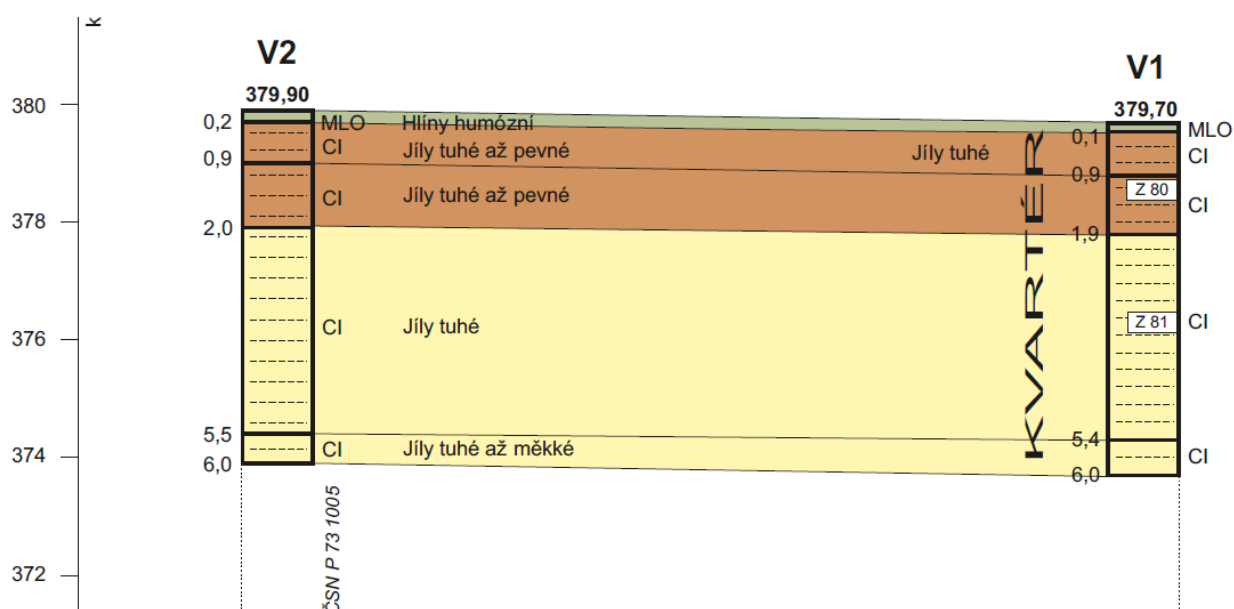 k
V2
V1
380
379,90
379,70
0,2
MLO
Hlíny humózní
0,1
MLO
CI
Jíly tuhé až pevné
Jíly tuhé
CI
0,9
0,9
CI
Jíly tuhé až pevné
Z 80
CI
378
2,0
1,9
KVARTÉR
376
CI
Jíly tuhé
Z 81
CI
5,5
5,4
374
CI
Jíly tuhé až měkké
CI
6,0
6,0
ČSN P 73 1005
372